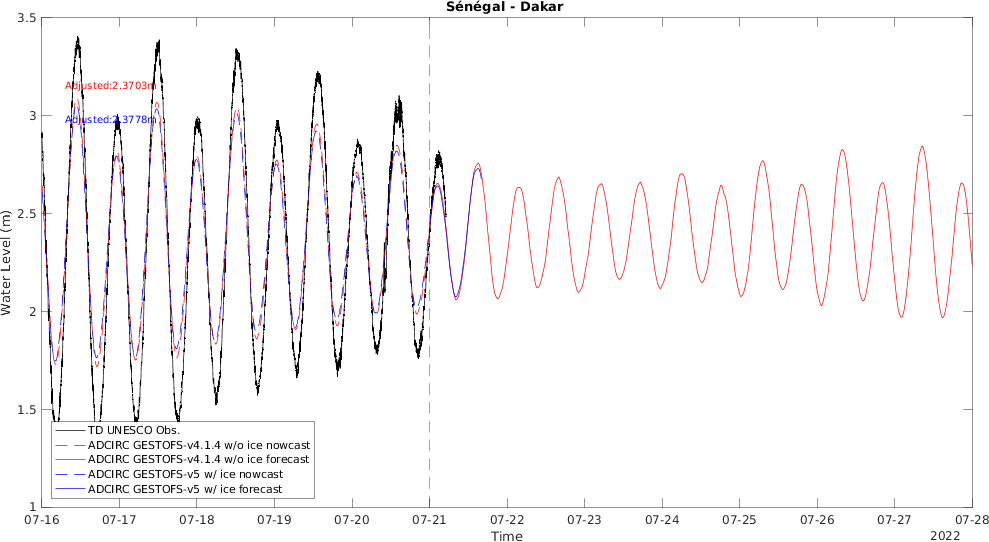 Sénégal - Dakar
3.5
3
2.5
2
1.5
1
Water Level (m)
Adjusted:2.3703m
Adjusted:2.3778m
TD UNESCO Obs.
ADCIRC GESTOFS-v4.1.4 w/o ice nowcast
ADCIRC GESTOFS-v4.1.4 w/o ice forecast
ADCIRC GESTOFS-v5 w/ ice nowcast
ADCIRC GESTOFS-v5 w/ ice forecast
07-16 07-17 07-18 07-19 07-20 07-21 07-22 07-23 07-24 07-25 07-26 07-27 07-28
Time
2022